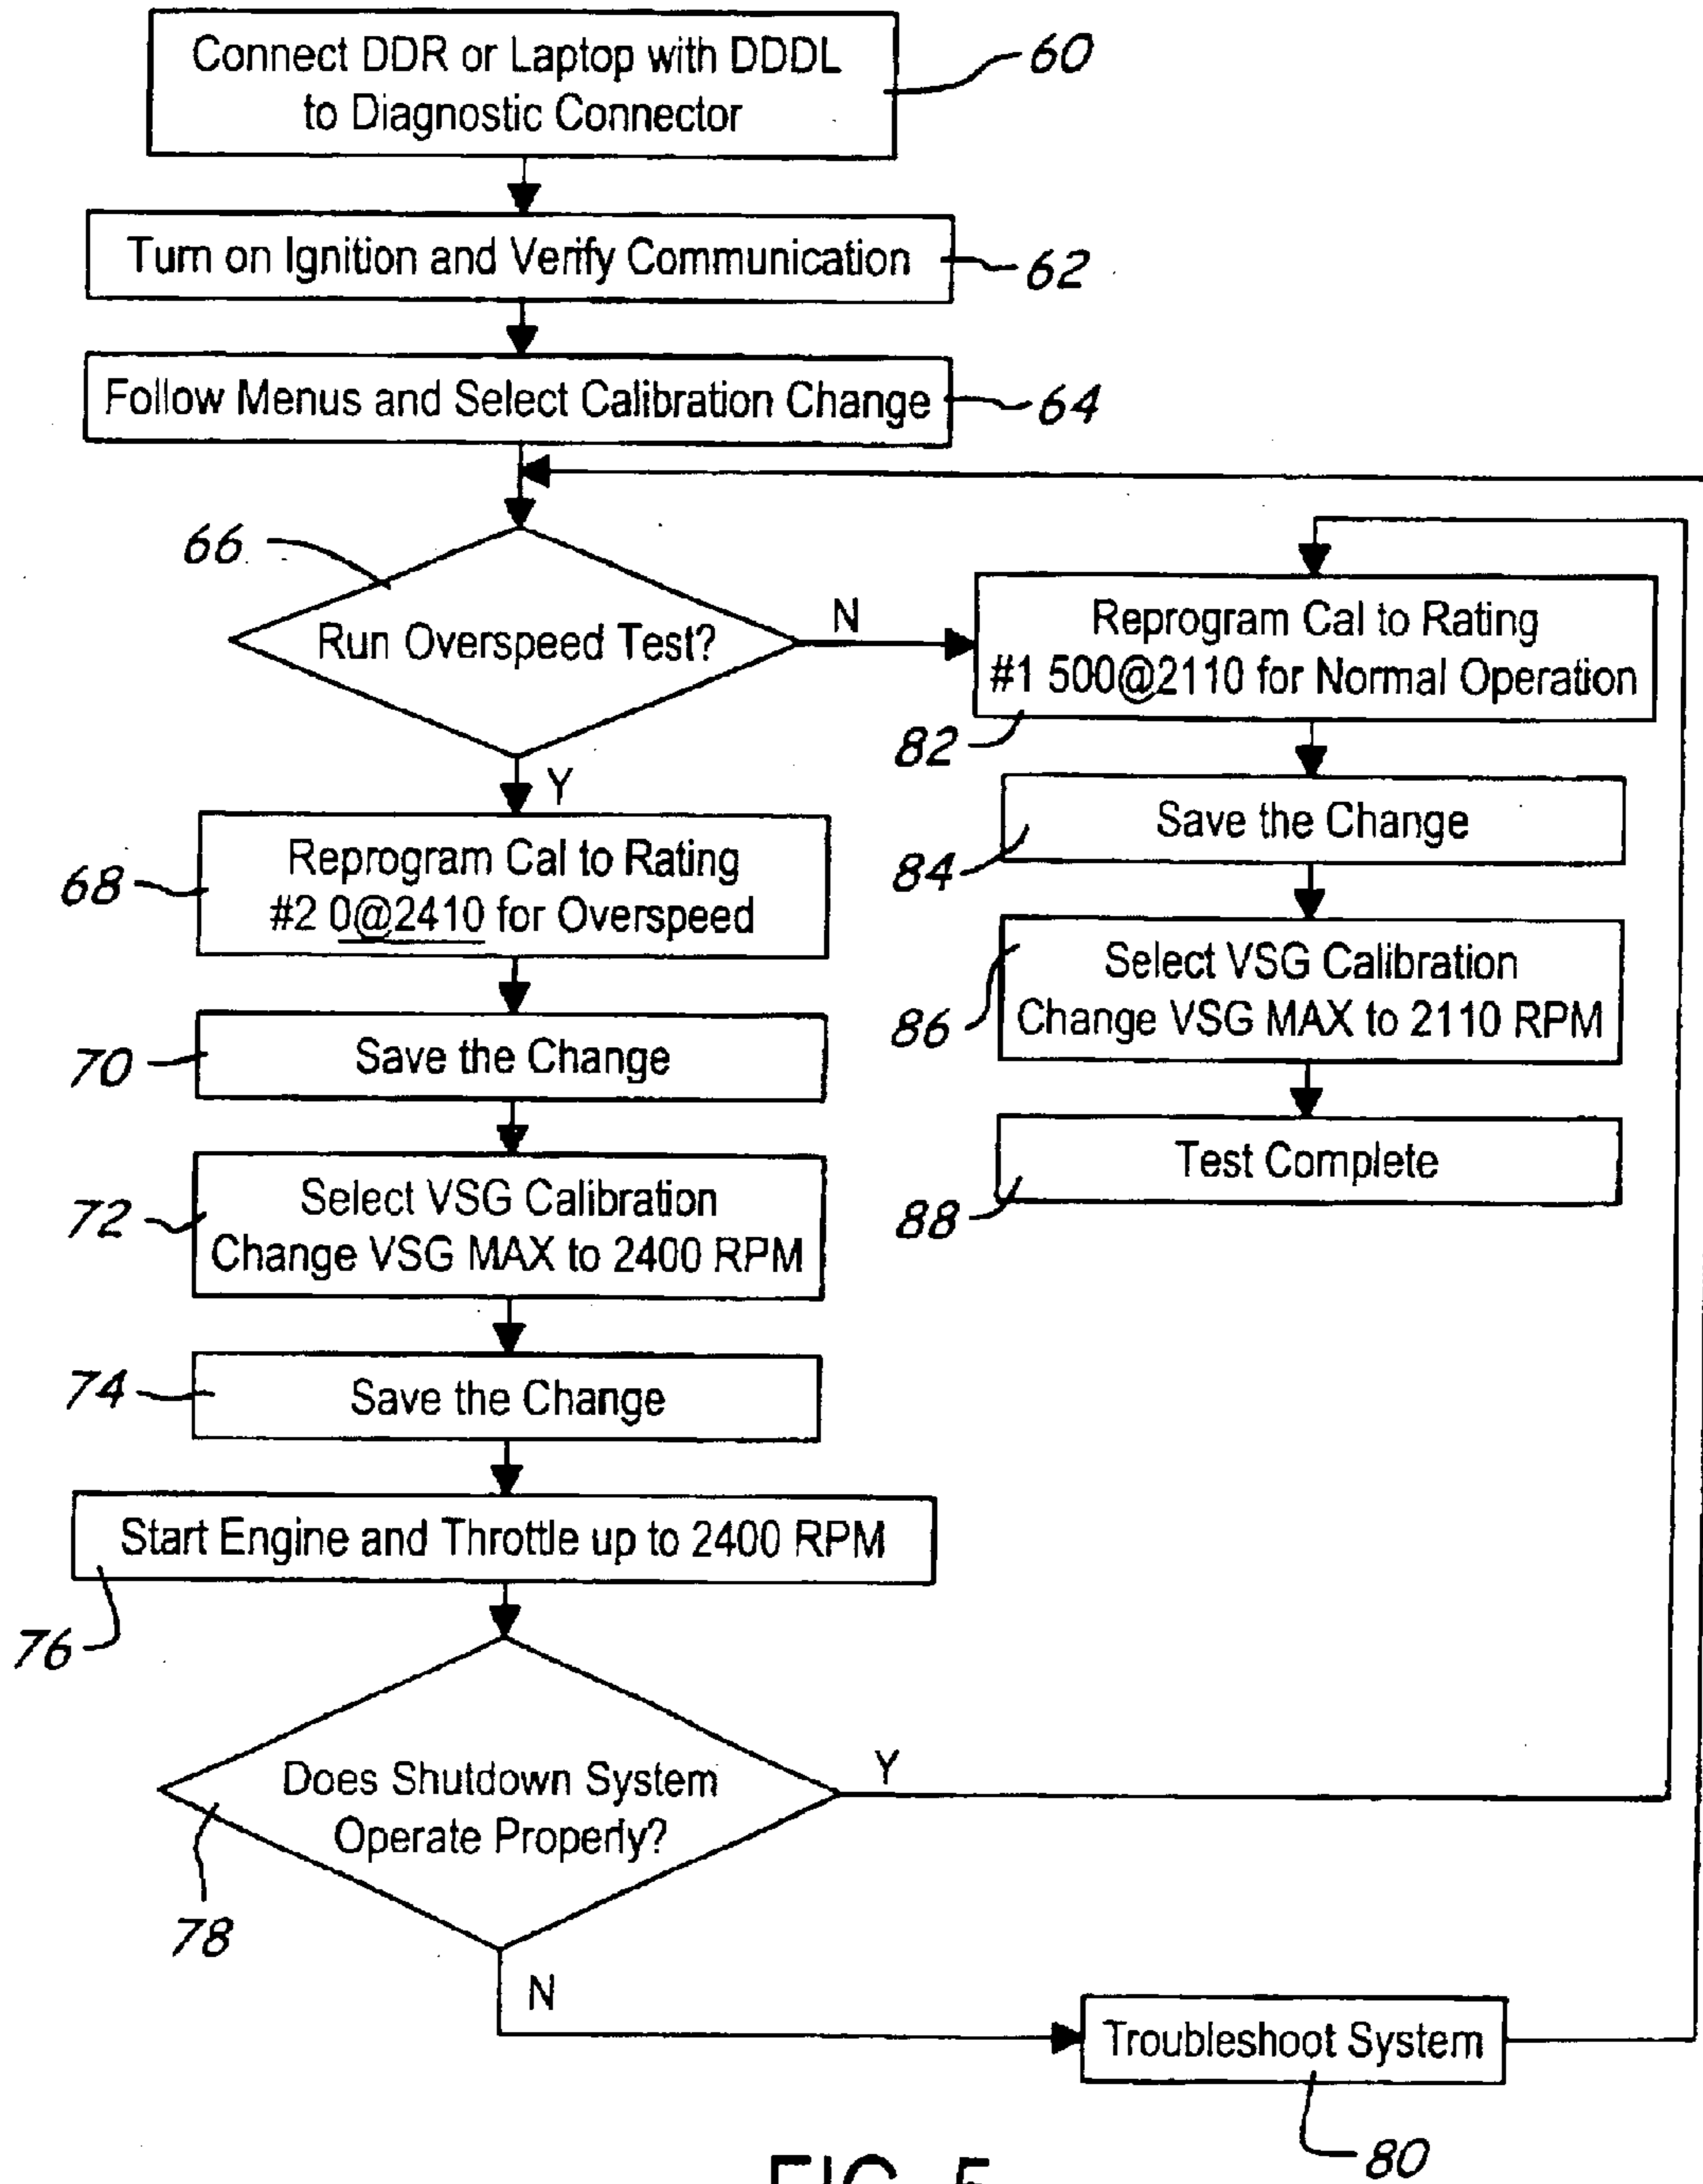 Connect DDR or Laptop with DDDL
to Diagnostic Connector
60
Turn on Ignition and Verify Communication
62
Follow Menus and Select Calibration Change
64
66
Run Overspeed Test?
N
Y
Reprogram Cal to Rating
#1 500@2110 for Normal Operation
82
Reprogram Cal to Rating
#2 0@2410 for Overspeed
68
Save the Change
84
Save the Change
70
Select VSG Calibration
Change VSG MAX to 2110 RPM
86
Select VSG Calibration
Change VSG MAX to 2400 RPM
72
Test Complete
88
Save the Change
74
Start Engine and Throttle up to 2400 RPM
76
Does Shutdown System
Operate Properly?
Y
78
N
Troubleshoot System
80
FIG. 5